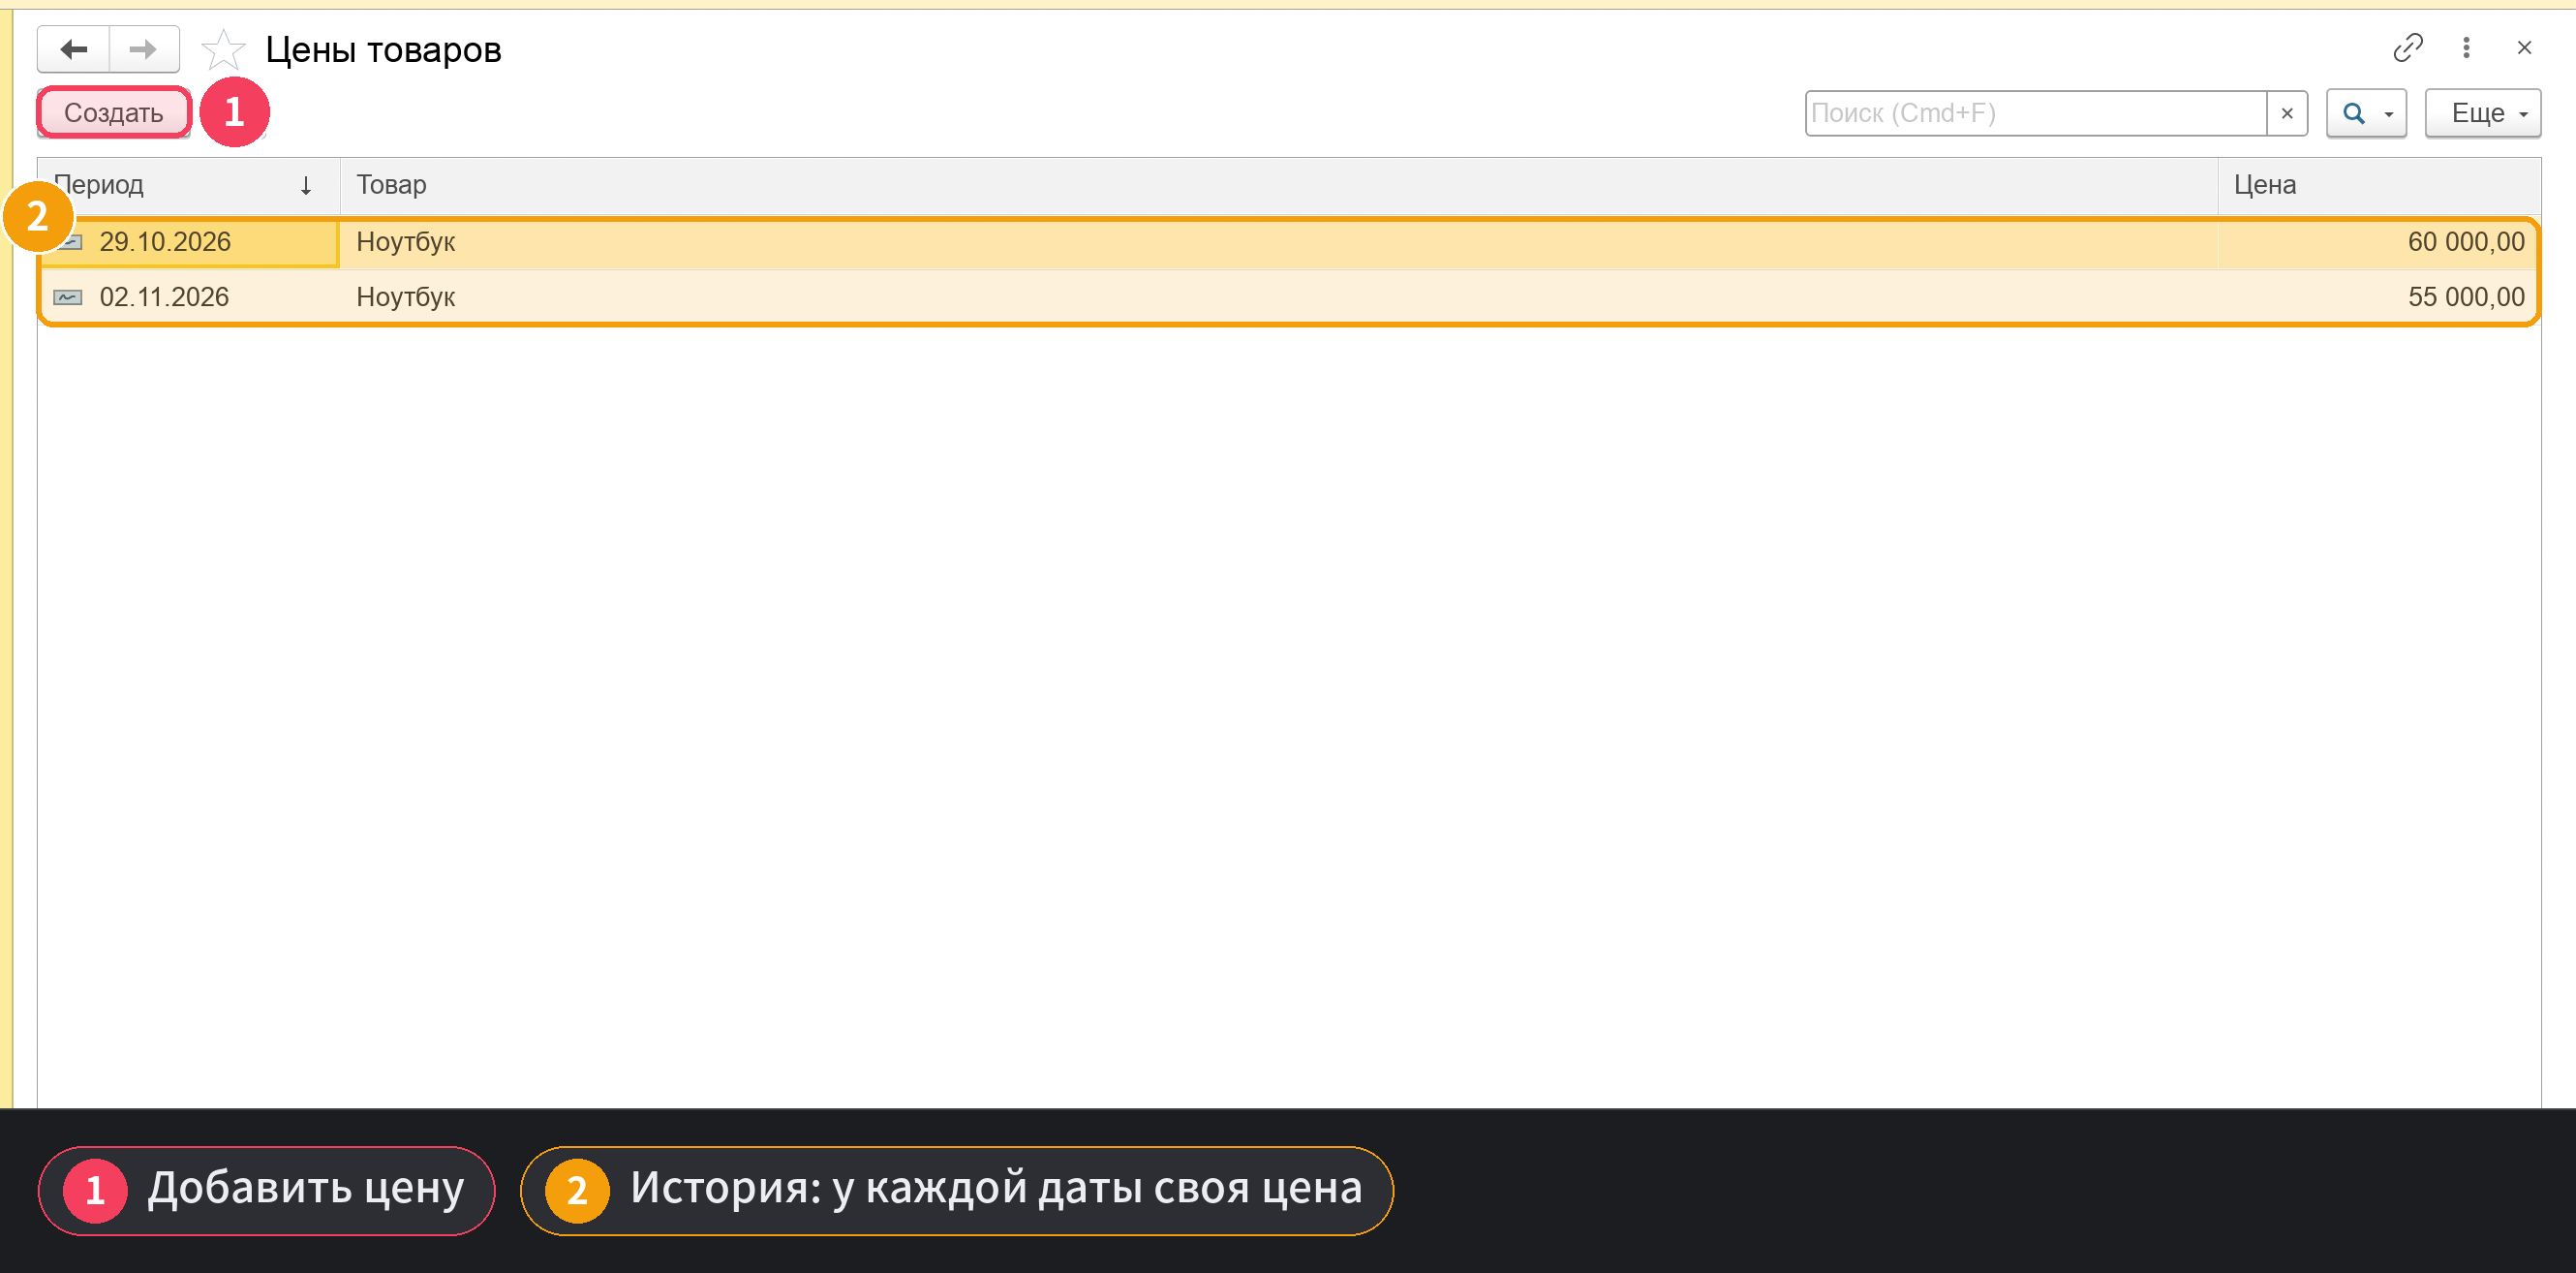 Цены товаров
Создать 1 Поиск (Cmd+F) Еще
Период Товар Цена
2
29.10.2026 Ноутбук 60 000,00
02.11.2026 Ноутбук 55 000,00
1 Добавить цену 2 История: у каждой даты своя цена